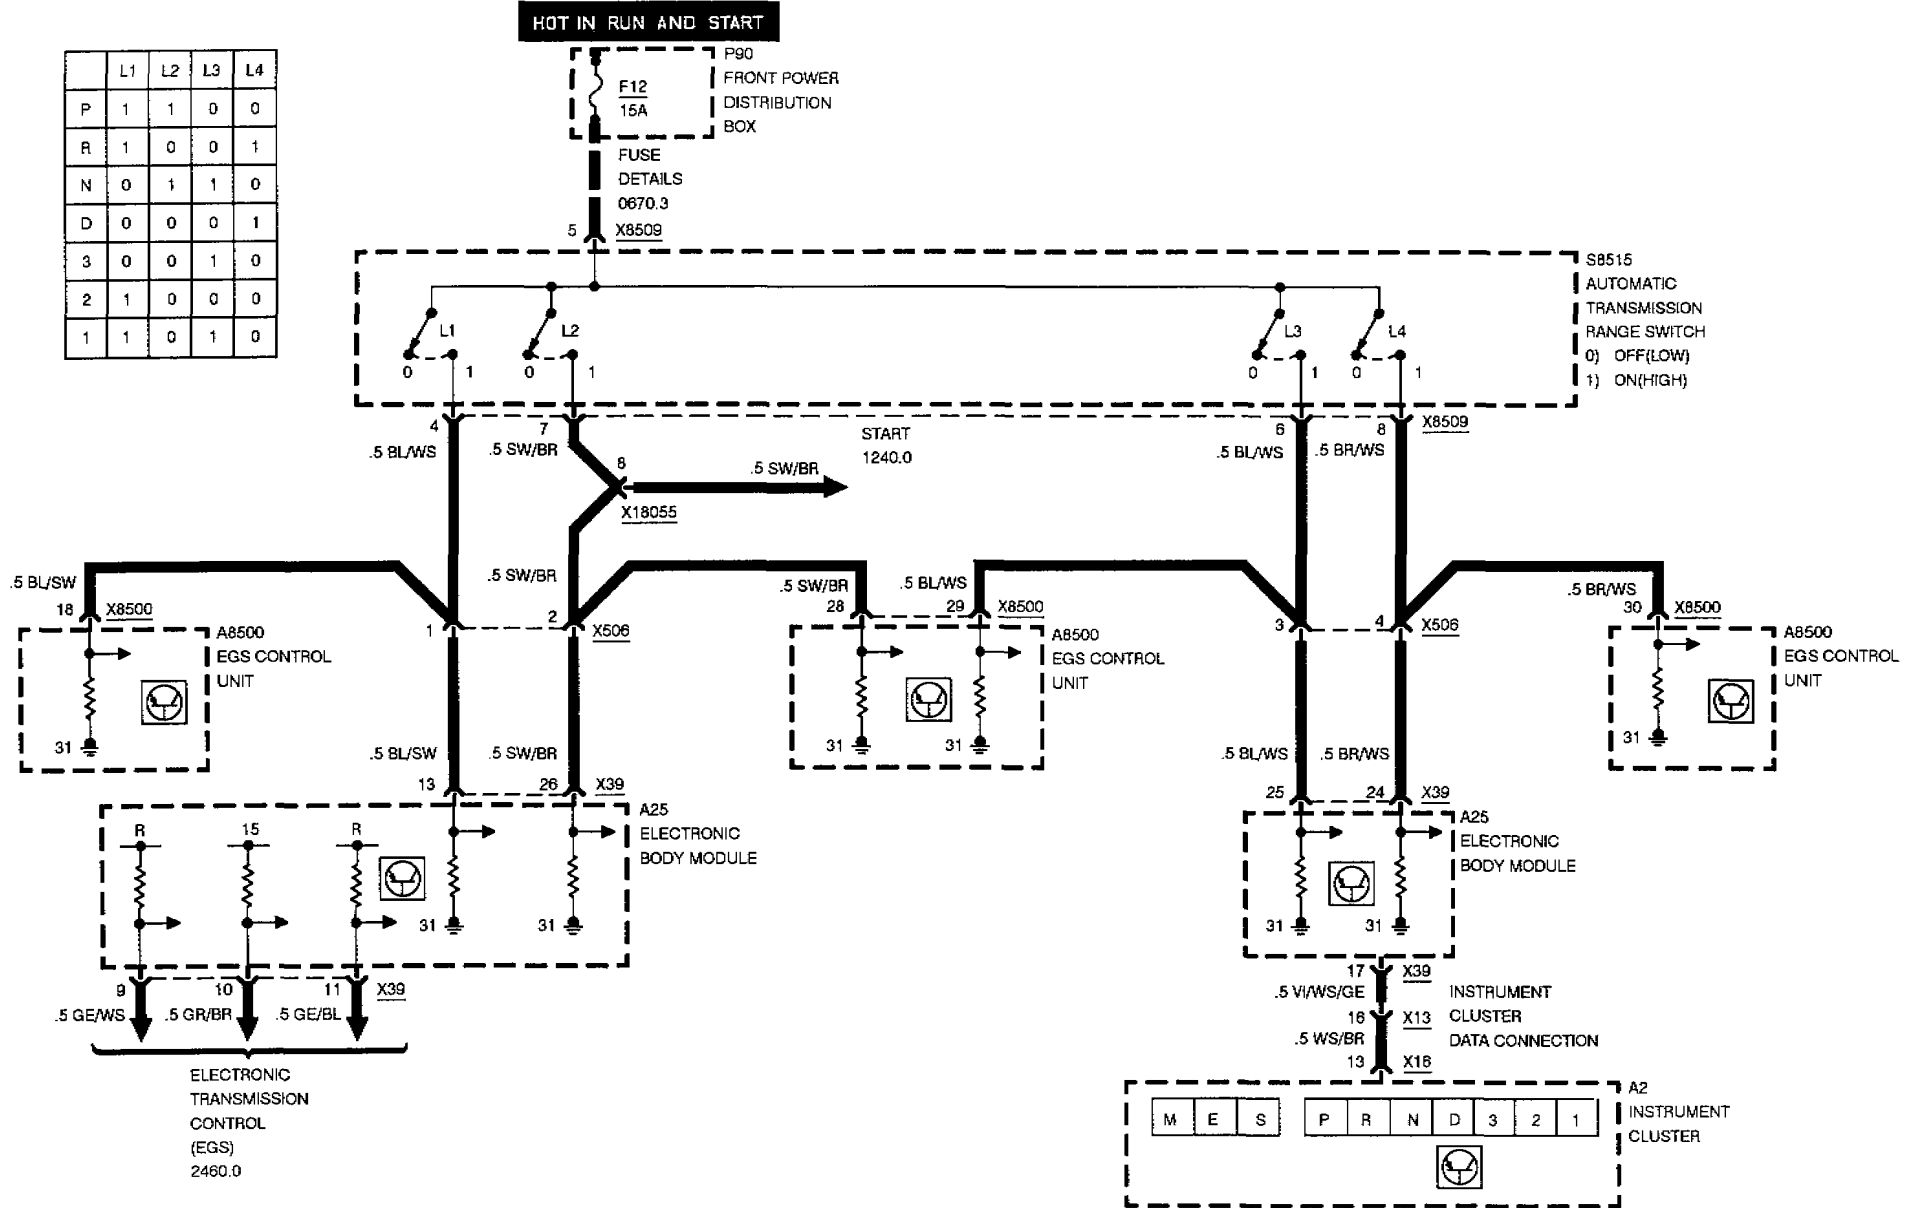 HOT IN RUN AND START
P90
FRONT POWER
DISTRIBUTION
BOX
F12
15A
FUSE
DETAILS
0670.3
5 X8509
L1 L2 L3 L4
P 1 1 0 0
R 1 0 0 1
N 0 1 1 0
D 0 0 0 1
3 0 0 1 0
2 1 0 0 0
1 1 0 1 0
S8515
AUTOMATIC
TRANSMISSION
RANGE SWITCH
0) OFF(LOW)
1) ON(HIGH)
L1 L2 L3 L4
0 1 0 1 0 1 0 1
4 7 6 8 X8509
.5 BL/WS .5 SW/BR .5 BL/WS .5 BR/WS
START
1240.0
8 .5 SW/BR
X18055
.5 BL/SW .5 SW/BR .5 SW/BR .5 BL/WS .5 BR/WS
18 X8500 28 29 X8500 30 X8500
1 2 X506 3 4 X506
A8500
EGS CONTROL
UNIT
31
A8500
EGS CONTROL
UNIT
31 31
A8500
EGS CONTROL
UNIT
31
.5 BL/SW .5 SW/BR .5 BL/WS .5 BR/WS
13 26 X39 25 24 X39
A25
ELECTRONIC
BODY MODULE
R 15 R
31 31
A25
ELECTRONIC
BODY MODULE
31 31
9 10 11 X39
.5 GE/WS .5 GR/BR .5 GE/BL
ELECTRONIC
TRANSMISSION
CONTROL
(EGS)
2460.0
17 X39
.5 VI/WS/GE
16 X13
.5 WS/BR
13 X16
INSTRUMENT
CLUSTER
DATA CONNECTION
A2
INSTRUMENT
CLUSTER
M E S P R N D 3 2 1